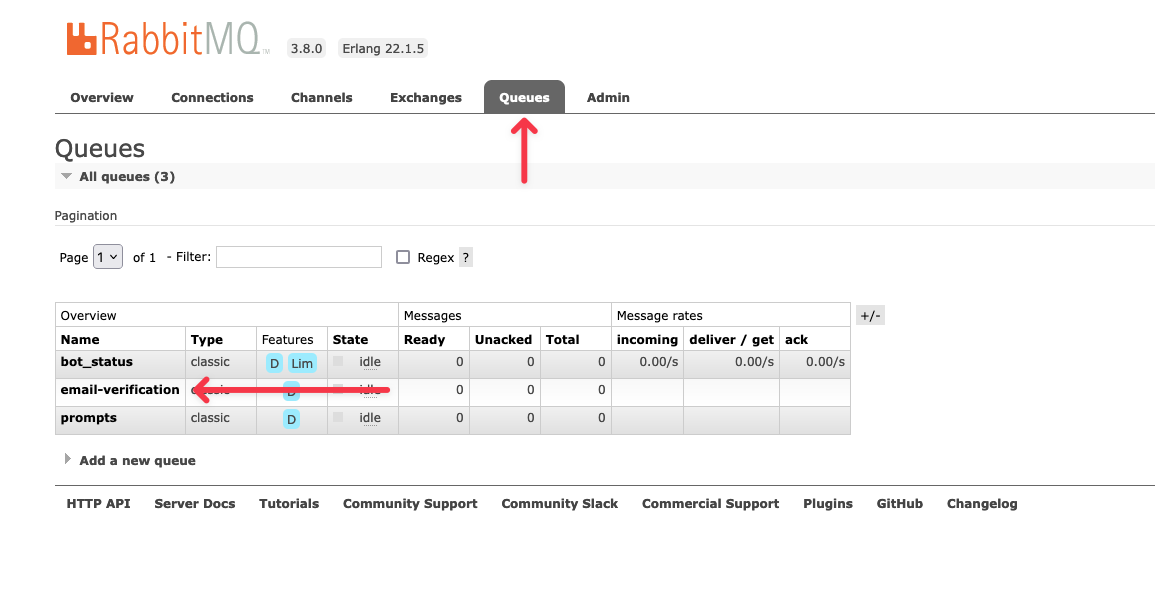 RabbitMQ TM 3.8.0 Erlang 22.1.5
Overview Connections Channels Exchanges Queues Admin
Queues
All queues (3)
Pagination
Page 1 of 1 - Filter: Regex ?
Overview Messages Message rates +/-
Name Type Features State Ready Unacked Total incoming deliver / get ack
bot_status classic D Lim idle 0 0 0 0.00/s 0.00/s 0.00/s
email-verification classic D idle 0 0 0
prompts classic D idle 0 0 0
Add a new queue
HTTP API Server Docs Tutorials Community Support Community Slack Commercial Support Plugins GitHub Changelog